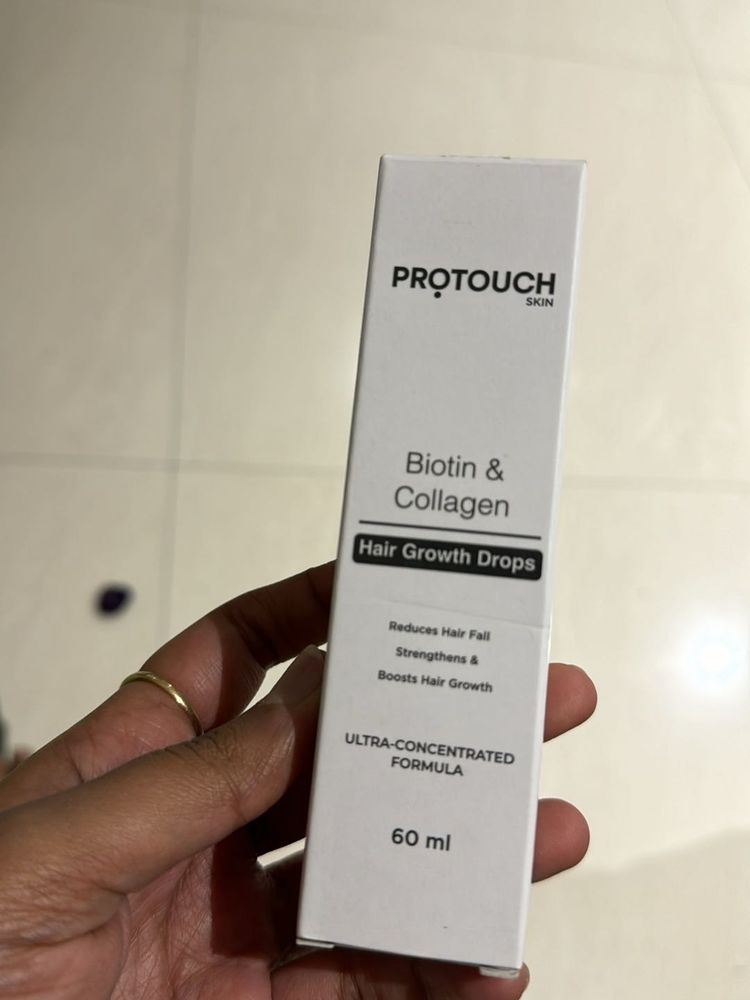 PROTOUCH
SKIN
Biotin &
Collagen
Hair Growth Drops
Reduces Hair Fall
Strengthens &
Boosts Hair Growth
ULTRA-CONCENTRATED
FORMULA
60 ml